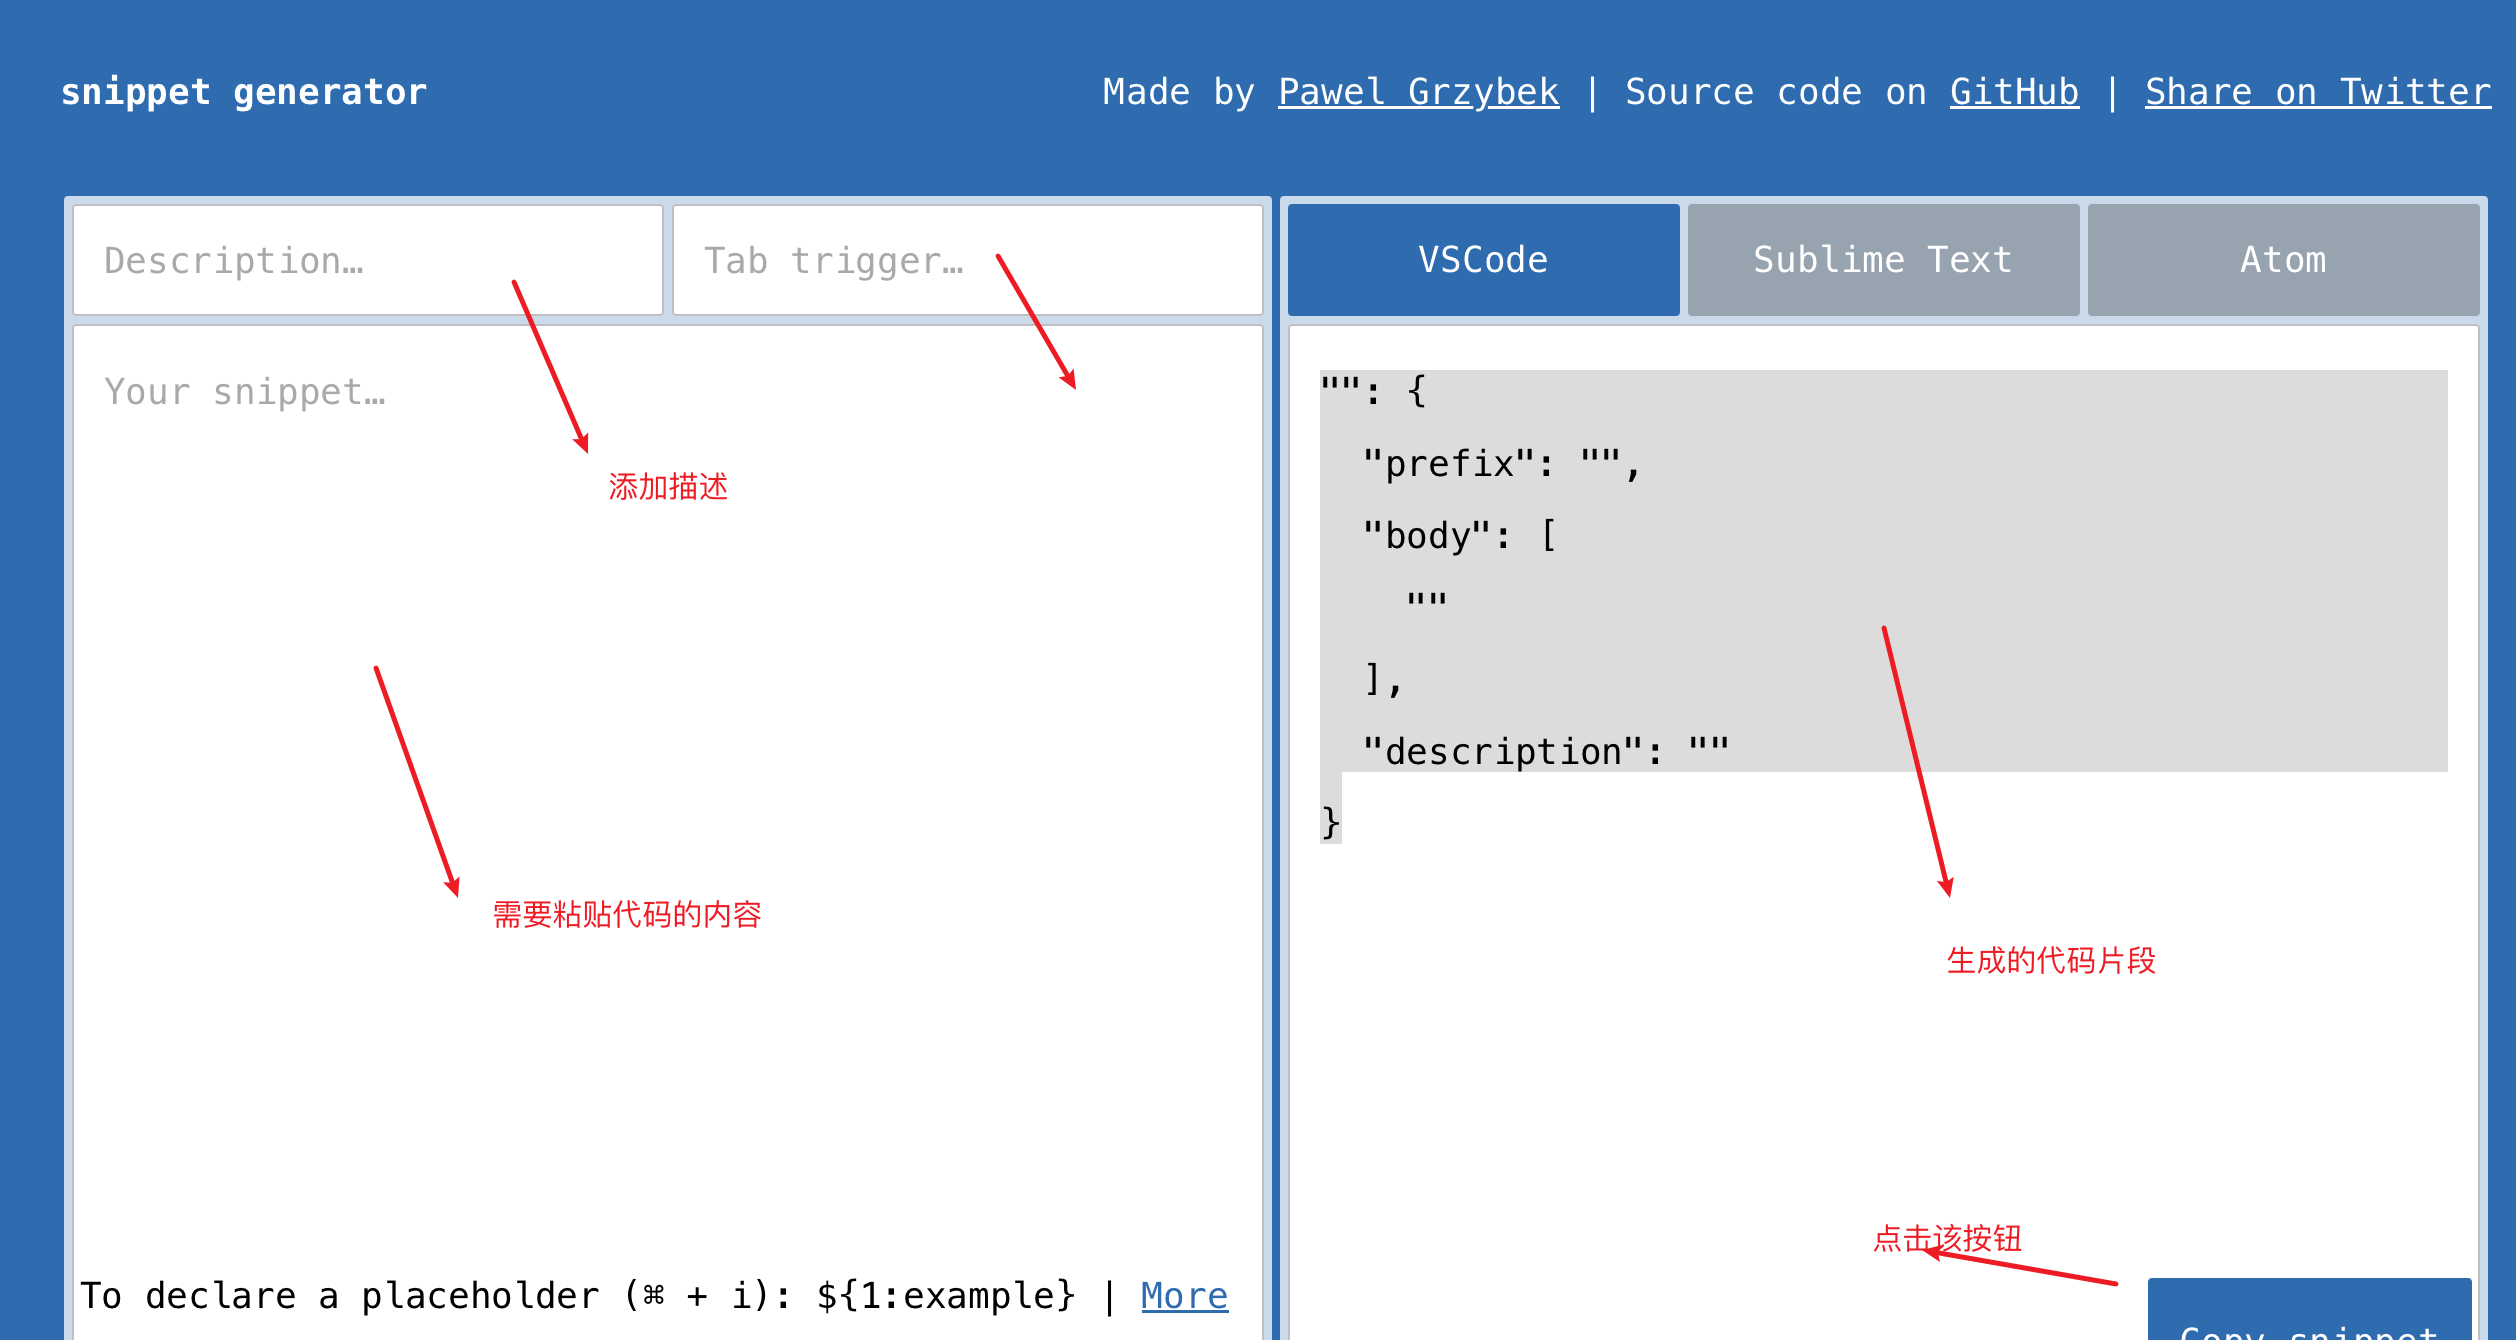 snippet generator
Made by Pawel Grzybek | Source code on GitHub | Share on Twitter
Description…
Tab trigger…
Your snippet…
添加描述
需要粘贴代码的内容
To declare a placeholder (⌘ + i): ${1:example} | More
VSCode
Sublime Text
Atom
"": {
  "prefix": "",
  "body": [
    ""
  ],
  "description": ""
}
生成的代码片段
点击该按钮
Copy snippet